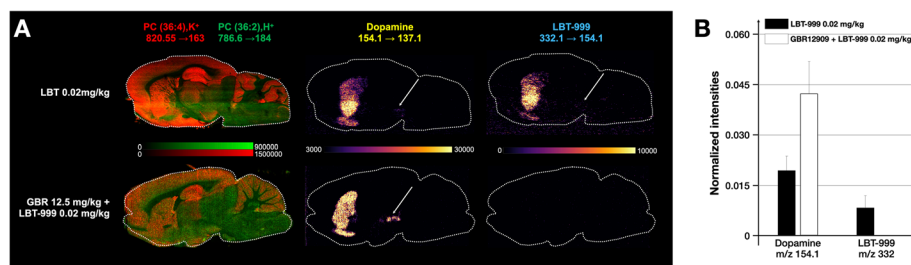 A
PC (36:4),K+ PC (36:2),H+ Dopamine LBT-999
820.55 →163 786.6 →184 154.1 → 137.1 332.1 → 154.1
LBT 0.02mg/kg
0 900000 3000 30000 0 10000
0 1500000
GBR 12.5 mg/kg +
LBT-999 0.02 mg/kg
B
LBT-999 0.02 mg/kg
GBR12909 + LBT-999 0.02 mg/kg
Normalized intensities
0.060
0.045
0.030
0.015
0
Dopamine LBT-999
m/z 154.1 m/z 332